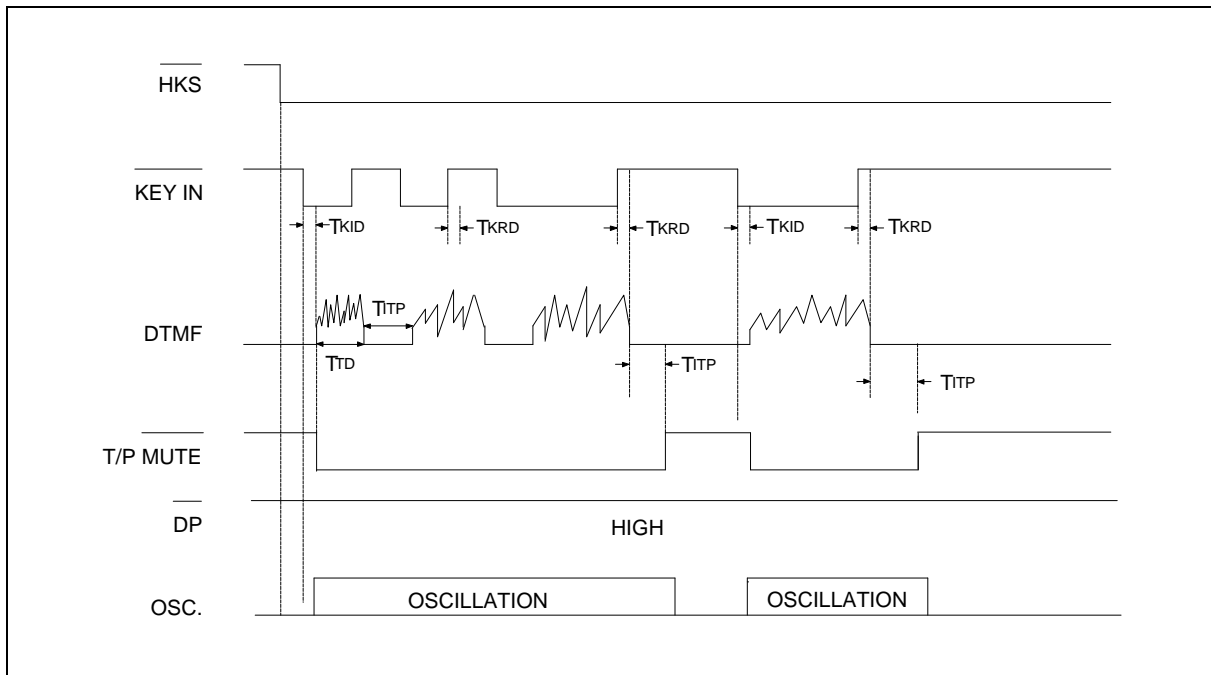 HKS
KEY IN
TKID
TKRD
TKRD
TKID
TKRD
DTMF
TITP
TTD
TITP
TITP
T/P MUTE
DP
HIGH
OSC.
OSCILLATION
OSCILLATION